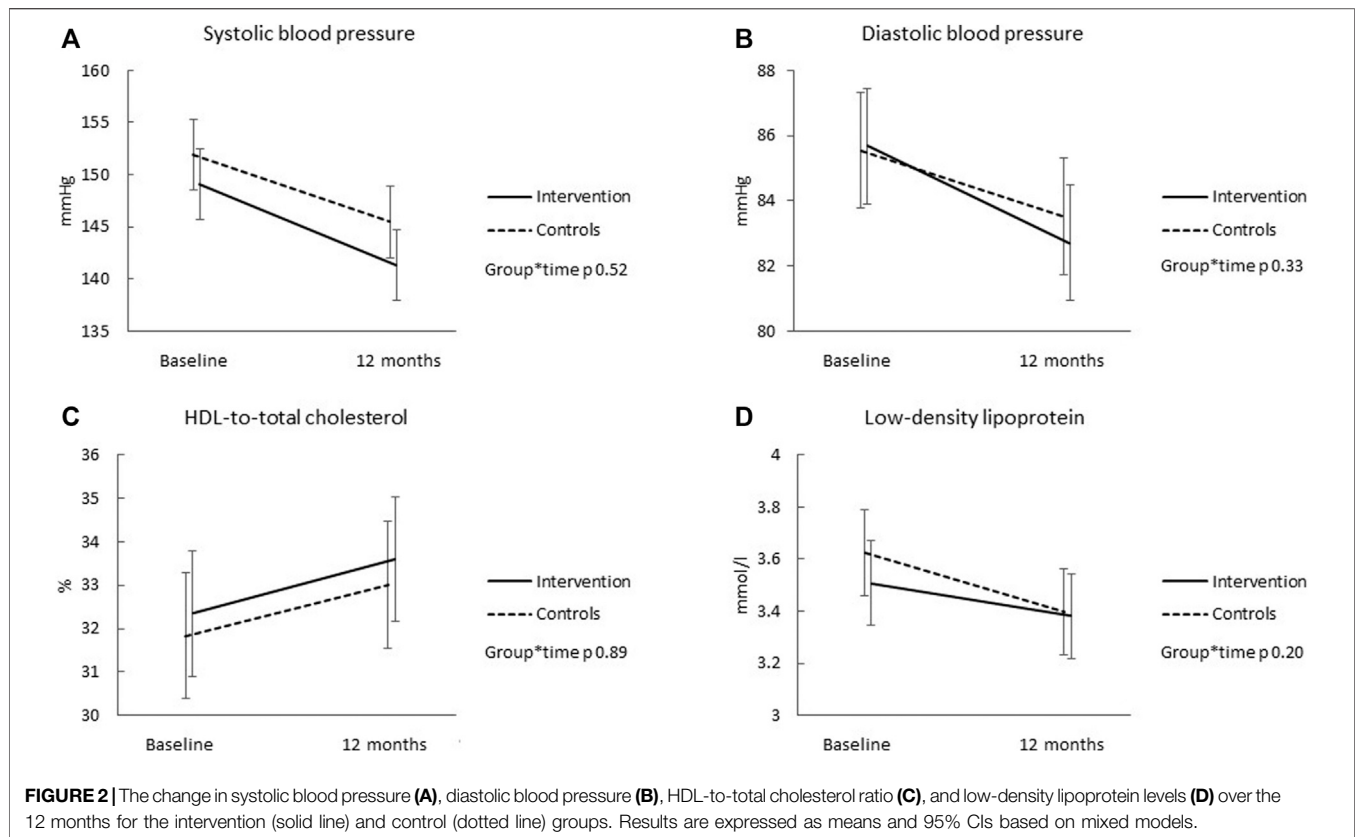 A
Systolic blood pressure
160
155
150
145
140
135
mmHg
Baseline
12 months
Intervention
Controls
Group*time p 0.52
B
Diastolic blood pressure
88
86
84
82
80
mmHg
Baseline
12 months
Intervention
Controls
Group*time p 0.33
C
HDL-to-total cholesterol
36
35
34
33
32
31
30
%
Baseline
12 months
Intervention
Controls
Group*time p 0.89
D
Low-density lipoprotein
4
3.8
3.6
3.4
3.2
3
mmol/l
Baseline
12 months
Intervention
Controls
Group*time p 0.20
FIGURE 2 | The change in systolic blood pressure (A), diastolic blood pressure (B), HDL-to-total cholesterol ratio (C), and low-density lipoprotein levels (D) over the
12 months for the intervention (solid line) and control (dotted line) groups. Results are expressed as means and 95% CIs based on mixed models.